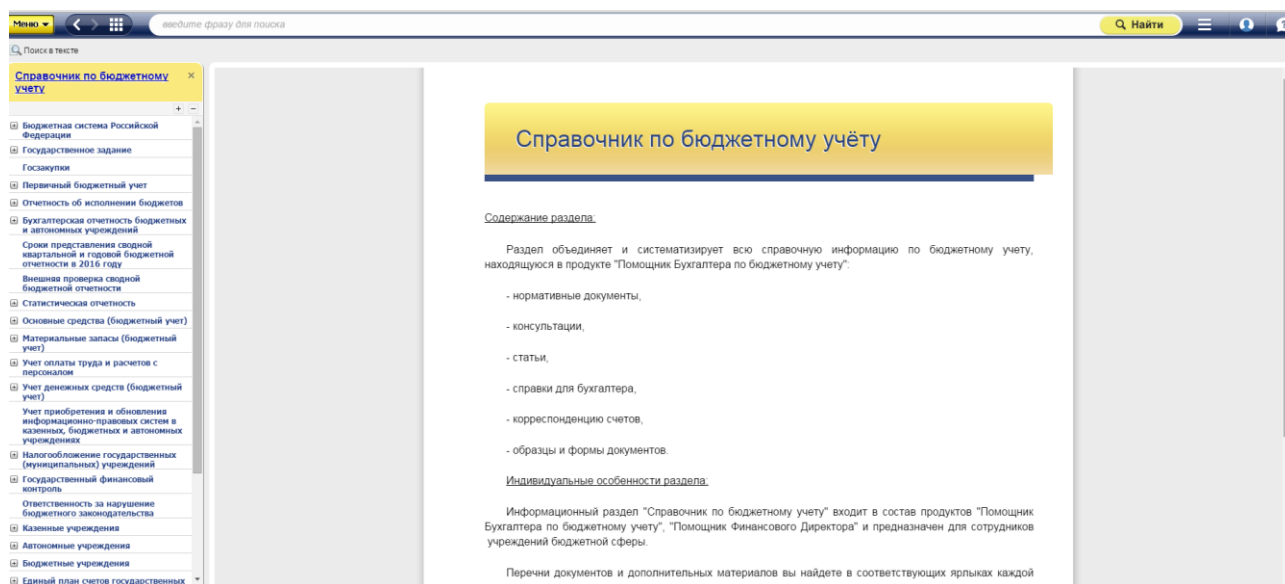 Меню
введите фразу для поиска
Найти
Поиск в тексте
Справочник по бюджетному
учету
Бюджетная система Российской
Федерации
Государственное задание
Госзакупки
Первичный бюджетный учет
Отчетность об исполнении бюджетов
Бухгалтерская отчетность бюджетных
и автономных учреждений
Сроки представления сводной
квартальной и годовой бюджетной
отчетности в 2016 году
Внешняя проверка сводной
бюджетной отчетности
Статистическая отчетность
Основные средства (бюджетный учет)
Материальные запасы (бюджетный
учет)
Учет оплаты труда и расчетов с
персоналом
Учет денежных средств (бюджетный
учет)
Учет приобретения и обновления
информационно-правовых систем в
казенных, бюджетных и автономных
учреждениях
Налогообложение государственных
(муниципальных) учреждений
Государственный финансовый
контроль
Ответственность за нарушение
бюджетного законодательства
Казенные учреждения
Автономные учреждения
Бюджетные учреждения
Единый план счетов государственных
Справочник по бюджетному учёту
Содержание раздела:
Раздел объединяет и систематизирует всю справочную информацию по бюджетному учету,
находящуюся в продукте "Помощник Бухгалтера по бюджетному учету":
- нормативные документы,
- консультации,
- статьи,
- справки для бухгалтера,
- корреспонденцию счетов,
- образцы и формы документов.
Индивидуальные особенности раздела:
Информационный раздел "Справочник по бюджетному учету" входит в состав продуктов "Помощник
Бухгалтера по бюджетному учету", "Помощник Финансового Директора" и предназначен для сотрудников
учреждений бюджетной сферы.
Перечни документов и дополнительных материалов вы найдете в соответствующих ярлыках каждой